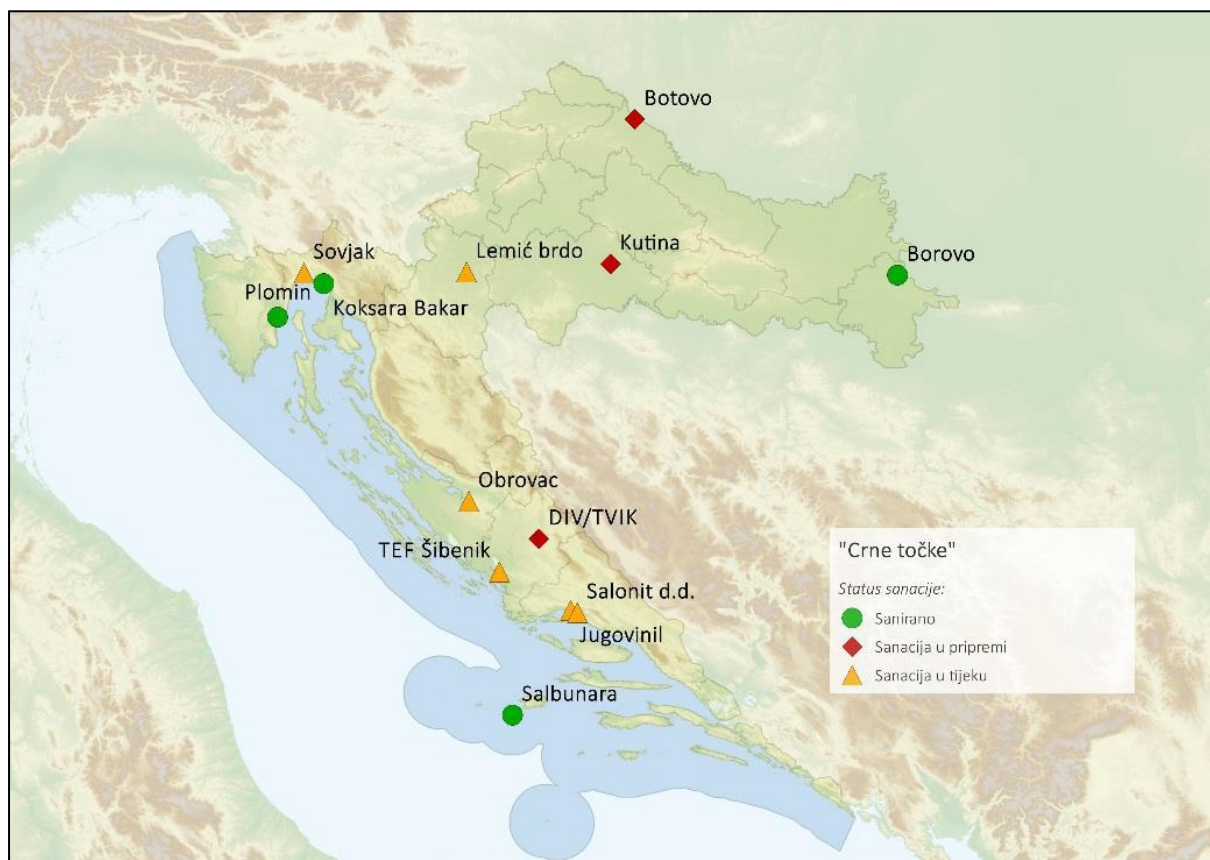 Botovo
Kutina
Borovo
Lemić brdo
Sovjak
Plomin
Koksara Bakar
Obrovac
DIV/TVIK
TEF Šibenik
Salonit d.d.
Jugovinil
Salbunara
"Crne točke"
Status sanacije:
Sanirano
Sanacija u pripremi
Sanacija u tijeku